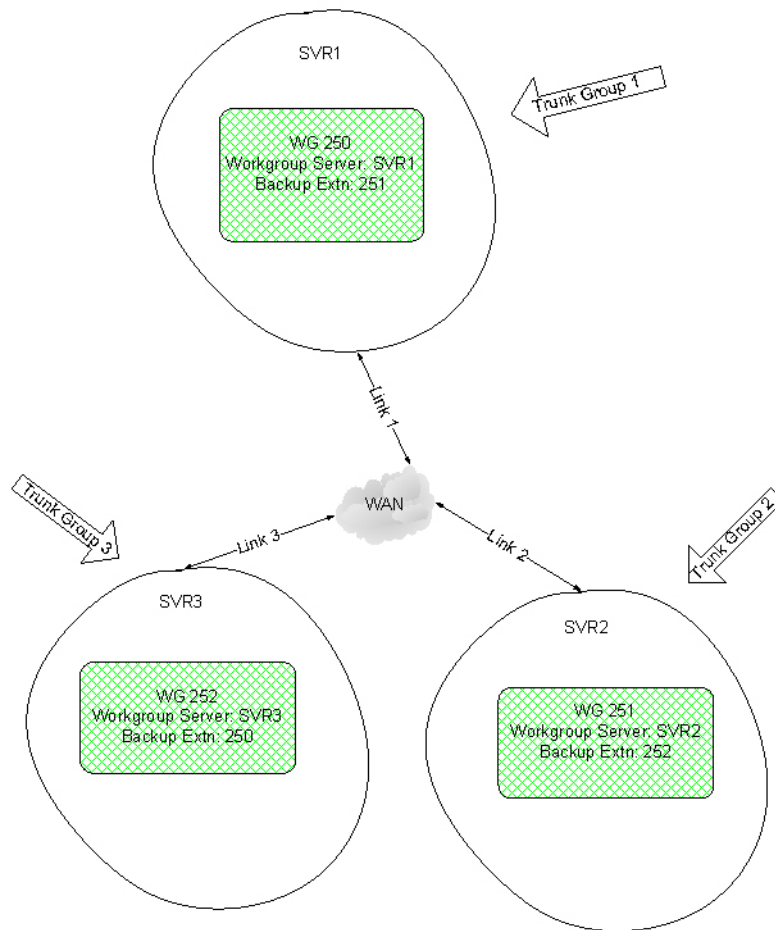 SVR1
Trunk Group 1
WG 250
Workgroup Server: SVR1
Backup Extn: 251
Link 1
WAN
Trunk Group 3
Link 3
Link 2
Trunk Group 2
SVR3
WG 252
Workgroup Server: SVR3
Backup Extn: 250
SVR2
WG 251
Workgroup Server: SVR2
Backup Extn: 252